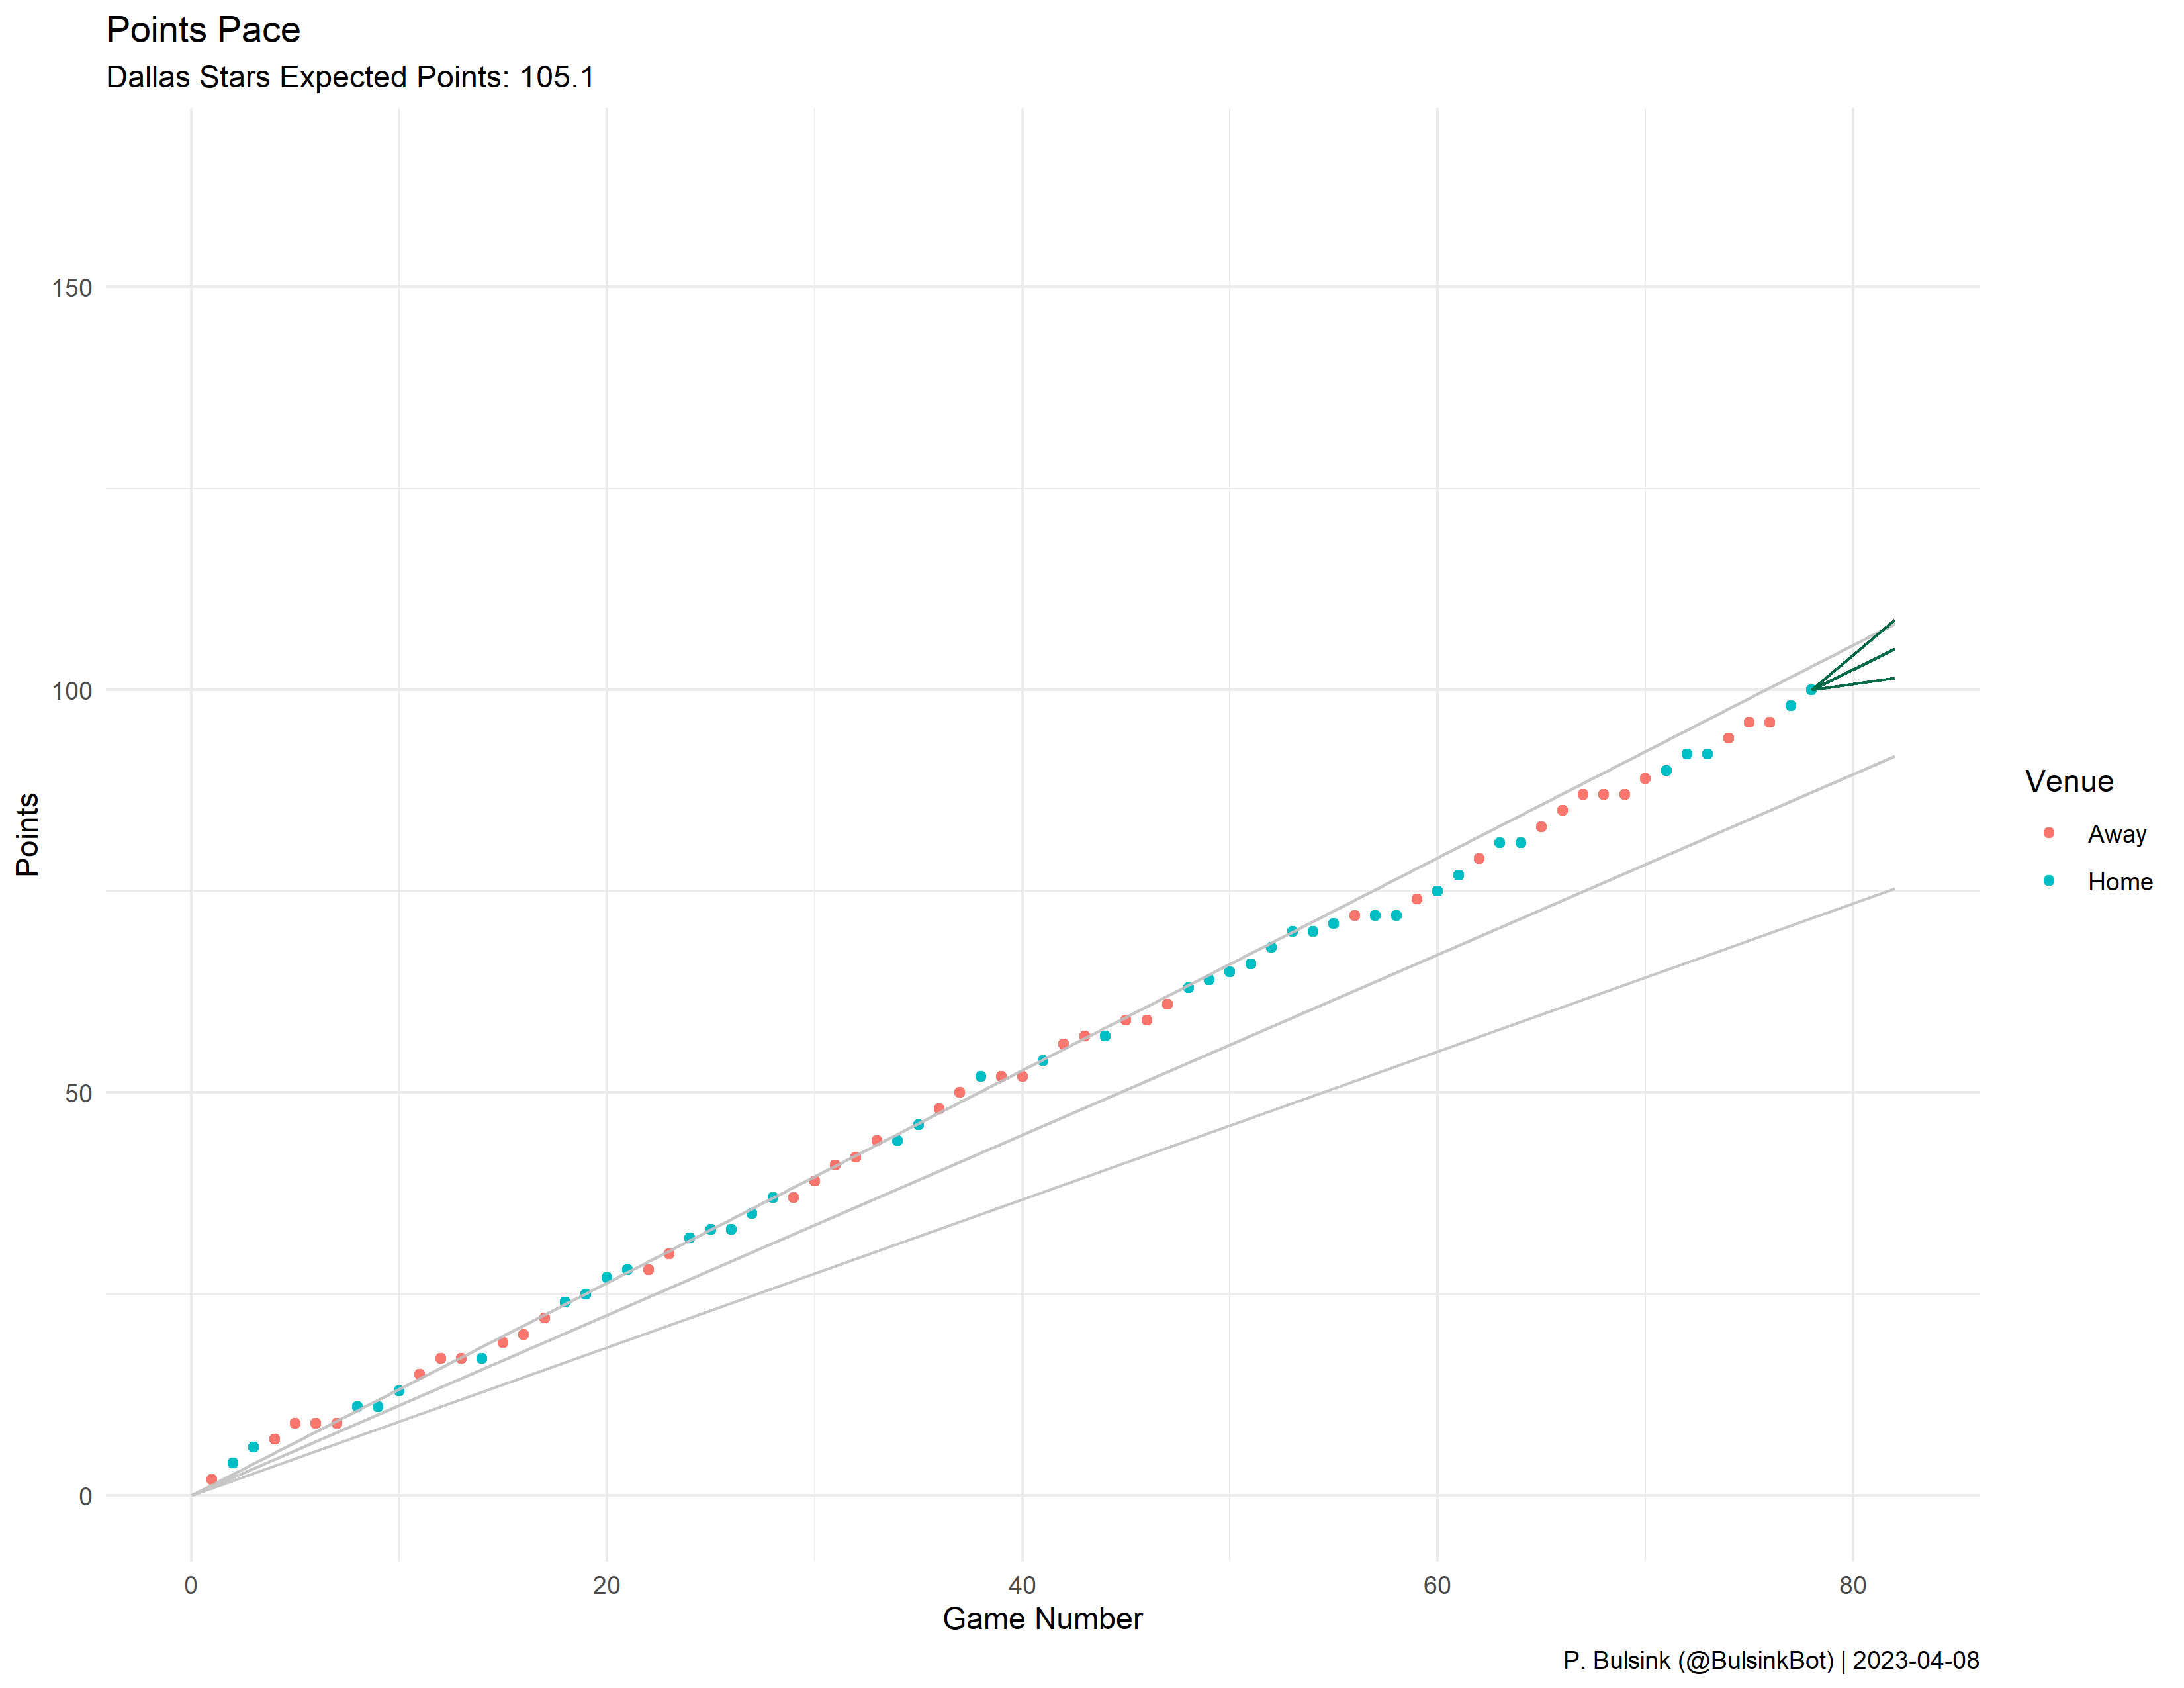 Points Pace
Dallas Stars Expected Points: 105.1
150
100
50
0
Points
0 20 40 60 80
Game Number
Venue
Away
Home
P. Bulsink (@BulsinkBot) | 2023-04-08